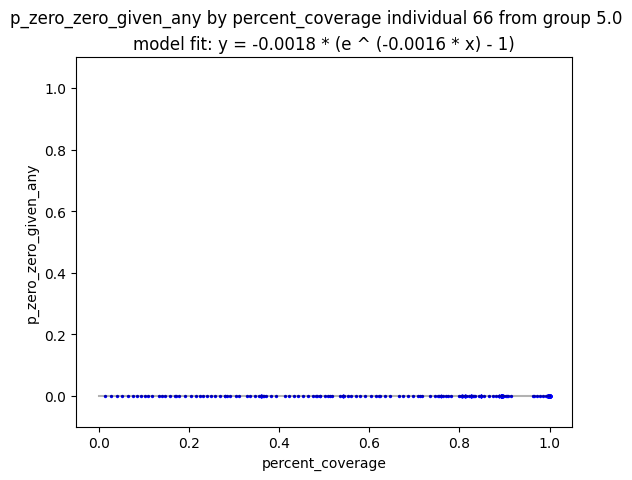 p_zero_zero_given_any by percent_coverage individual 66 from group 5.0
model fit: y = -0.0018 * (e ^ (-0.0016 * x) - 1)
1.0
0.8
0.6
0.4
0.2
0.0
p_zero_zero_given_any
0.0 0.2 0.4 0.6 0.8 1.0
percent_coverage